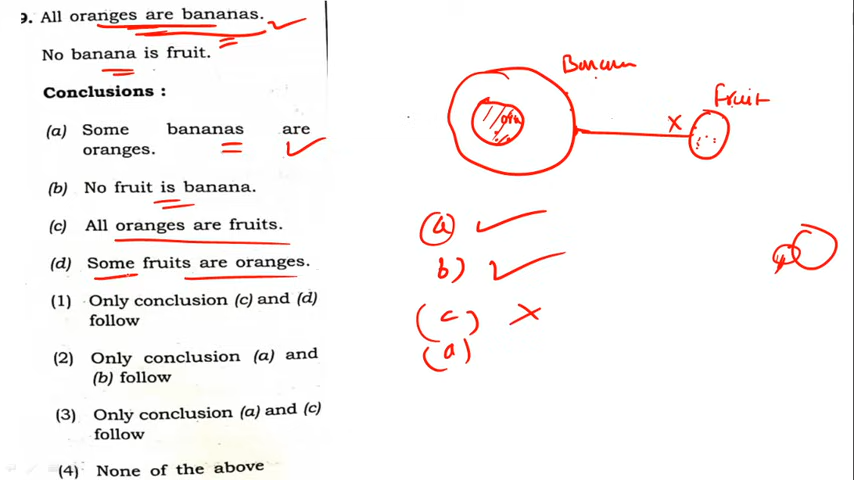 9. All oranges are bananas.
No banana is fruit.
Conclusions :
(a) Some bananas are
oranges.
(b) No fruit is banana.
(c) All oranges are fruits.
(d) Some fruits are oranges.
(1) Only conclusion (c) and (d)
follow
(2) Only conclusion (a) and
(b) follow
(3) Only conclusion (a) and (c)
follow
(4) None of the above
Banana
Fruit
X
ora
(a) ✓
b) ✓
(c) X
(a)